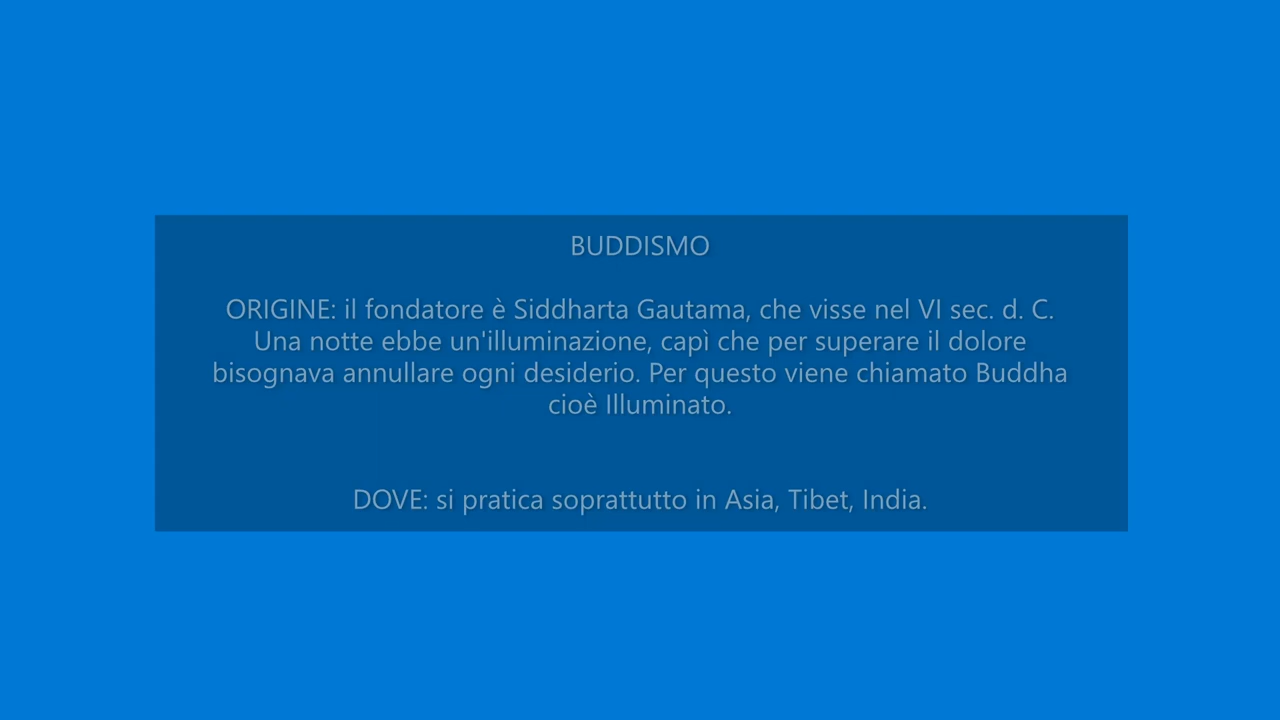 BUDDISMO
ORIGINE: il fondatore è Siddharta Gautama, che visse nel VI sec. d. C.
Una notte ebbe un'illuminazione, capì che per superare il dolore
bisognava annullare ogni desiderio. Per questo viene chiamato Buddha
cioè Illuminato.
DOVE: si pratica soprattutto in Asia, Tibet, India.